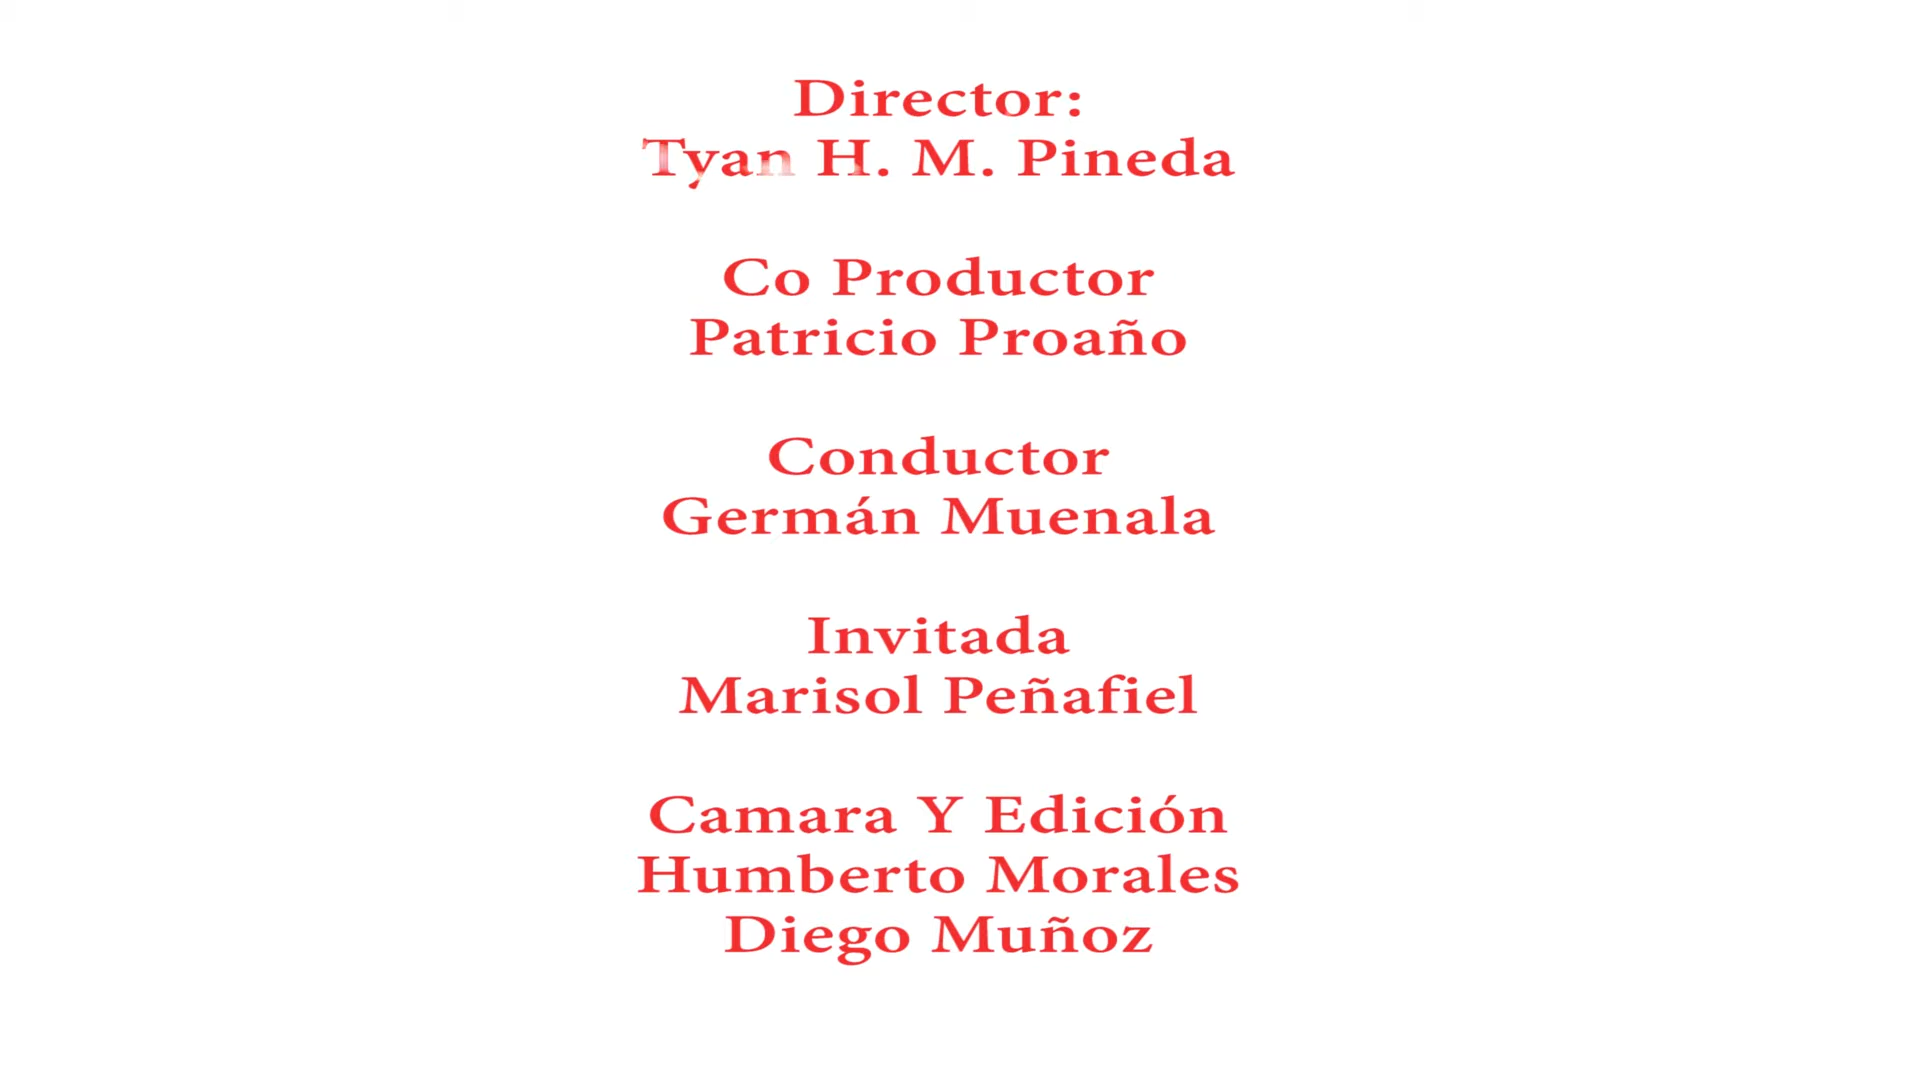 Director:
Tyan H. M. Pineda
Co Productor
Patricio Proaño
Conductor
Germán Muenala
Invitada
Marisol Peñafiel
Camara Y Edición
Humberto Morales
Diego Muñoz